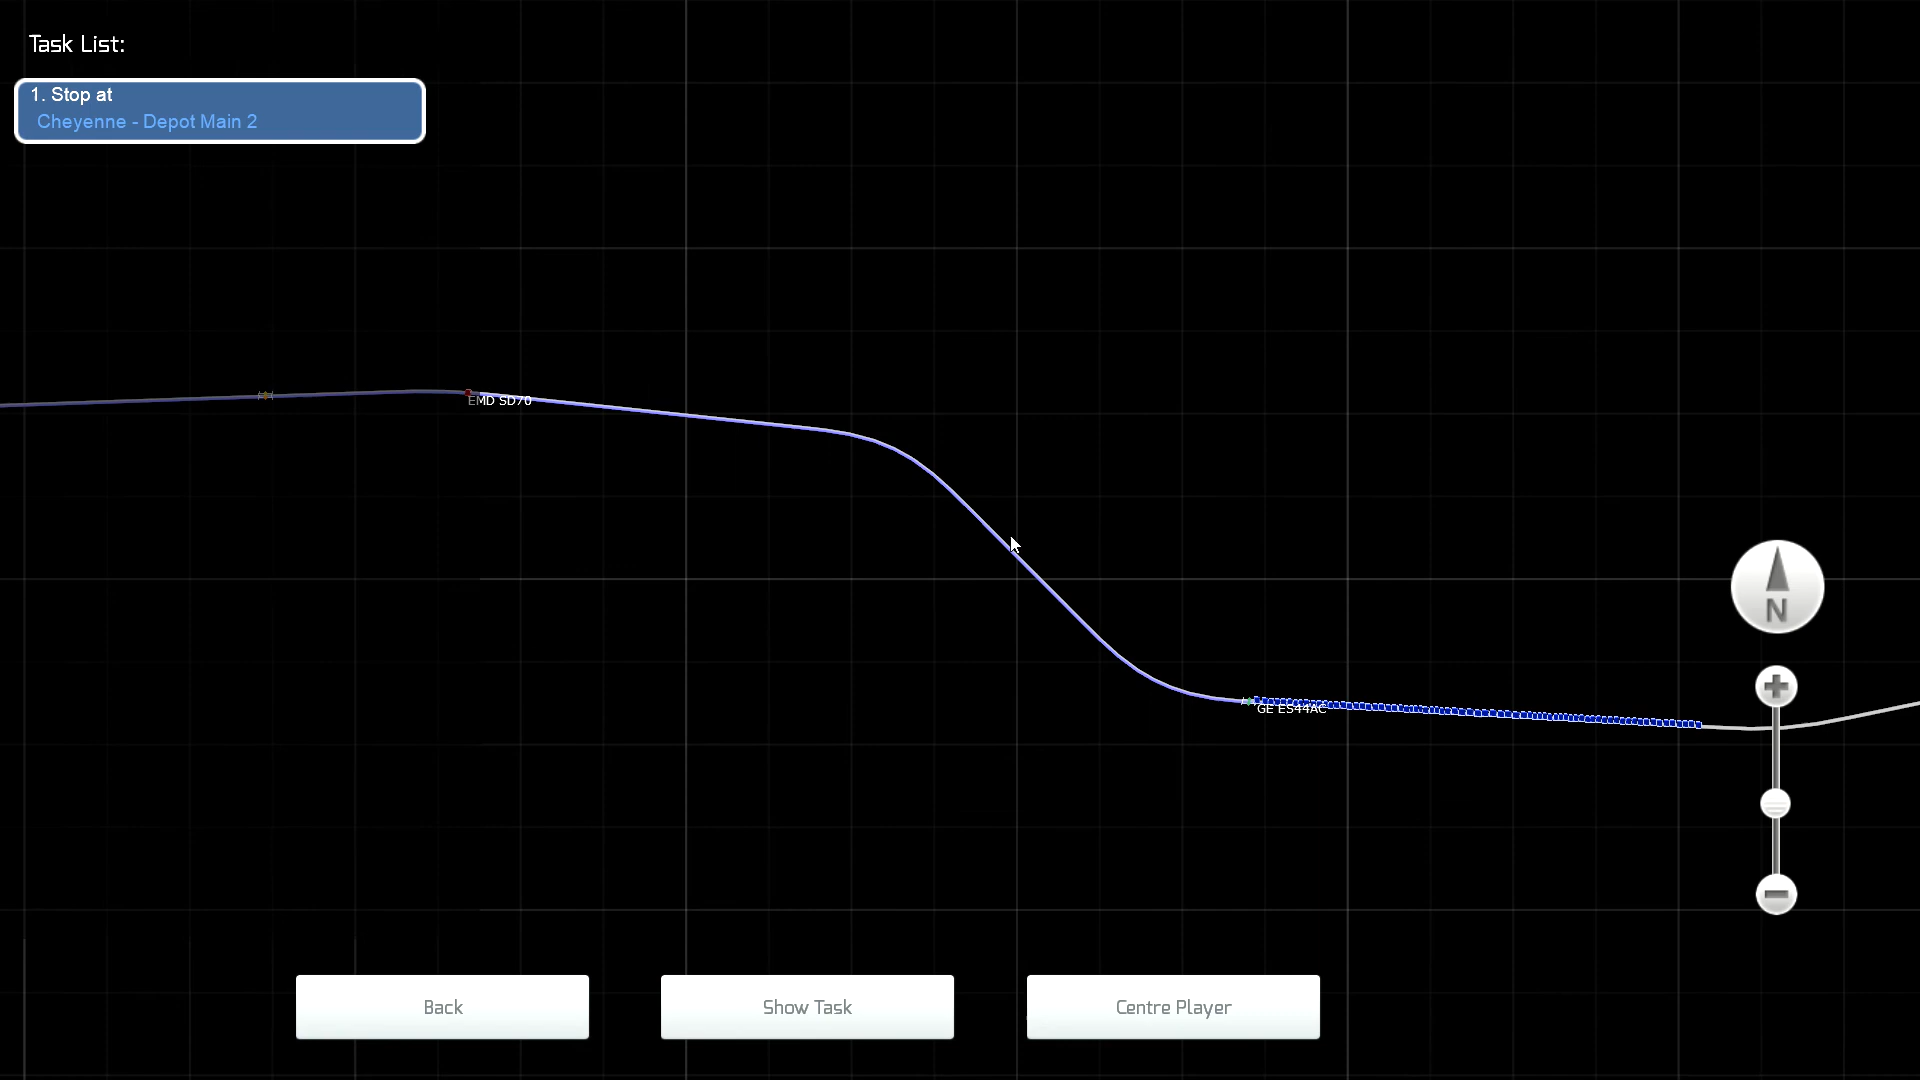 Task List:
1. Stop at
Cheyenne - Depot Main 2
EMD SD70
GE ES44AC
N
Back
Show Task
Centre Player